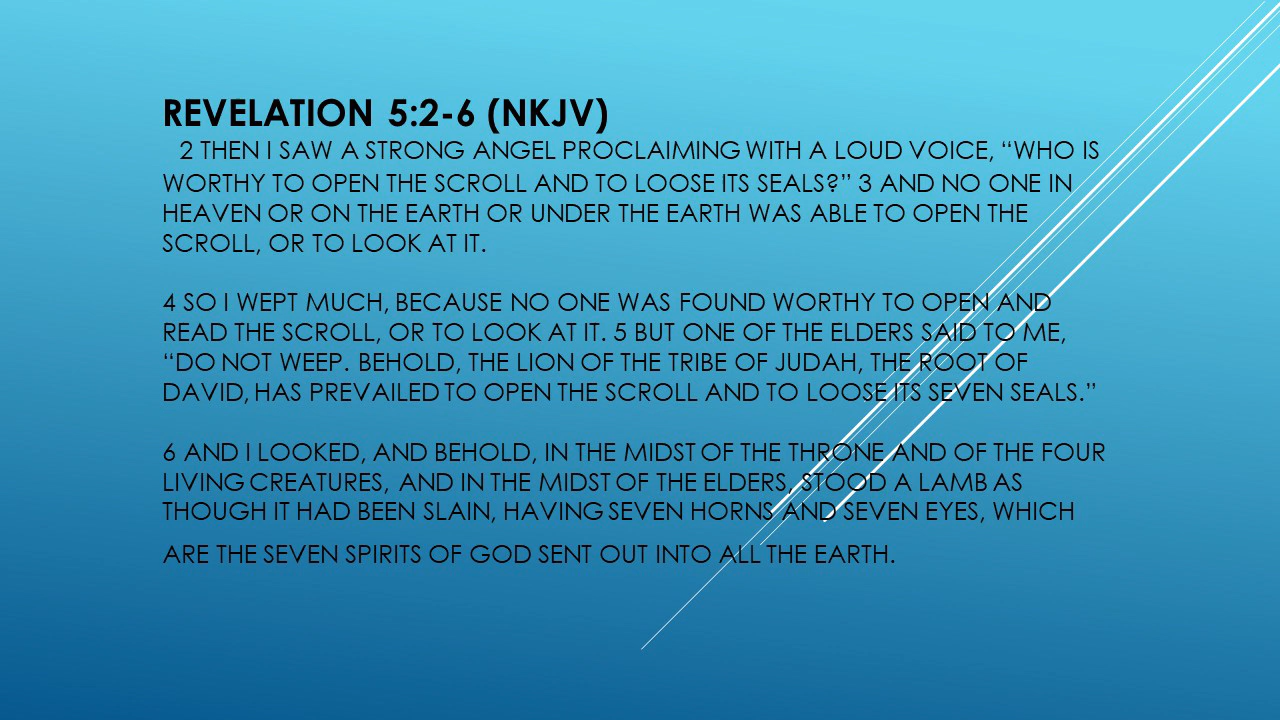 REVELATION 5:2-6 (NKJV)
2 THEN I SAW A STRONG ANGEL PROCLAIMING WITH A LOUD VOICE, “WHO IS
WORTHY TO OPEN THE SCROLL AND TO LOOSE ITS SEALS?” 3 AND NO ONE IN
HEAVEN OR ON THE EARTH OR UNDER THE EARTH WAS ABLE TO OPEN THE
SCROLL, OR TO LOOK AT IT.
4 SO I WEPT MUCH, BECAUSE NO ONE WAS FOUND WORTHY TO OPEN AND
READ THE SCROLL, OR TO LOOK AT IT. 5 BUT ONE OF THE ELDERS SAID TO ME,
“DO NOT WEEP. BEHOLD, THE LION OF THE TRIBE OF JUDAH, THE ROOT OF
DAVID, HAS PREVAILED TO OPEN THE SCROLL AND TO LOOSE ITS SEVEN SEALS.”
6 AND I LOOKED, AND BEHOLD, IN THE MIDST OF THE THRONE AND OF THE FOUR
LIVING CREATURES, AND IN THE MIDST OF THE ELDERS, STOOD A LAMB AS
THOUGH IT HAD BEEN SLAIN, HAVING SEVEN HORNS AND SEVEN EYES, WHICH
ARE THE SEVEN SPIRITS OF GOD SENT OUT INTO ALL THE EARTH.